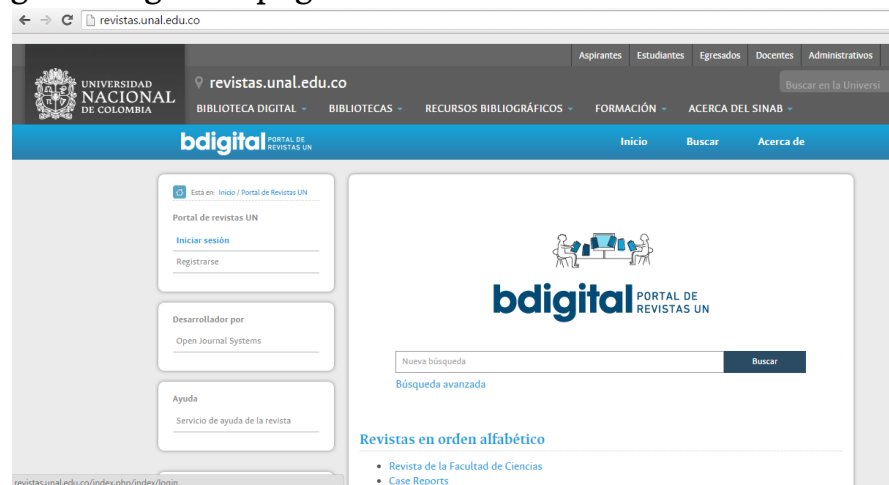 revistas.unal.edu.co
Aspirantes Estudiantes Egresados Docentes Administrativos
UNIVERSIDAD
NACIONAL
DE COLOMBIA
revistas.unal.edu.co
Buscar en la Universi
BIBLIOTECA DIGITAL BIBLIOTECAS RECURSOS BIBLIOGRÁFICOS FORMACIÓN ACERCA DEL SINAB
bdigital PORTAL DE
REVISTAS UN
Inicio Buscar Acerca de
Está en: Inicio / Portal de Revistas UN
Portal de revistas UN
Iniciar sesión
Registrarse
Desarrollador por
Open Journal Systems
Ayuda
Servicio de ayuda de la revista
bdigital PORTAL DE
REVISTAS UN
Nueva búsqueda Buscar
Búsqueda avanzada
Revistas en orden alfabético
Revista de la Facultad de Ciencias
Case Reports
revistas.unal.edu.co/index.php/index/login